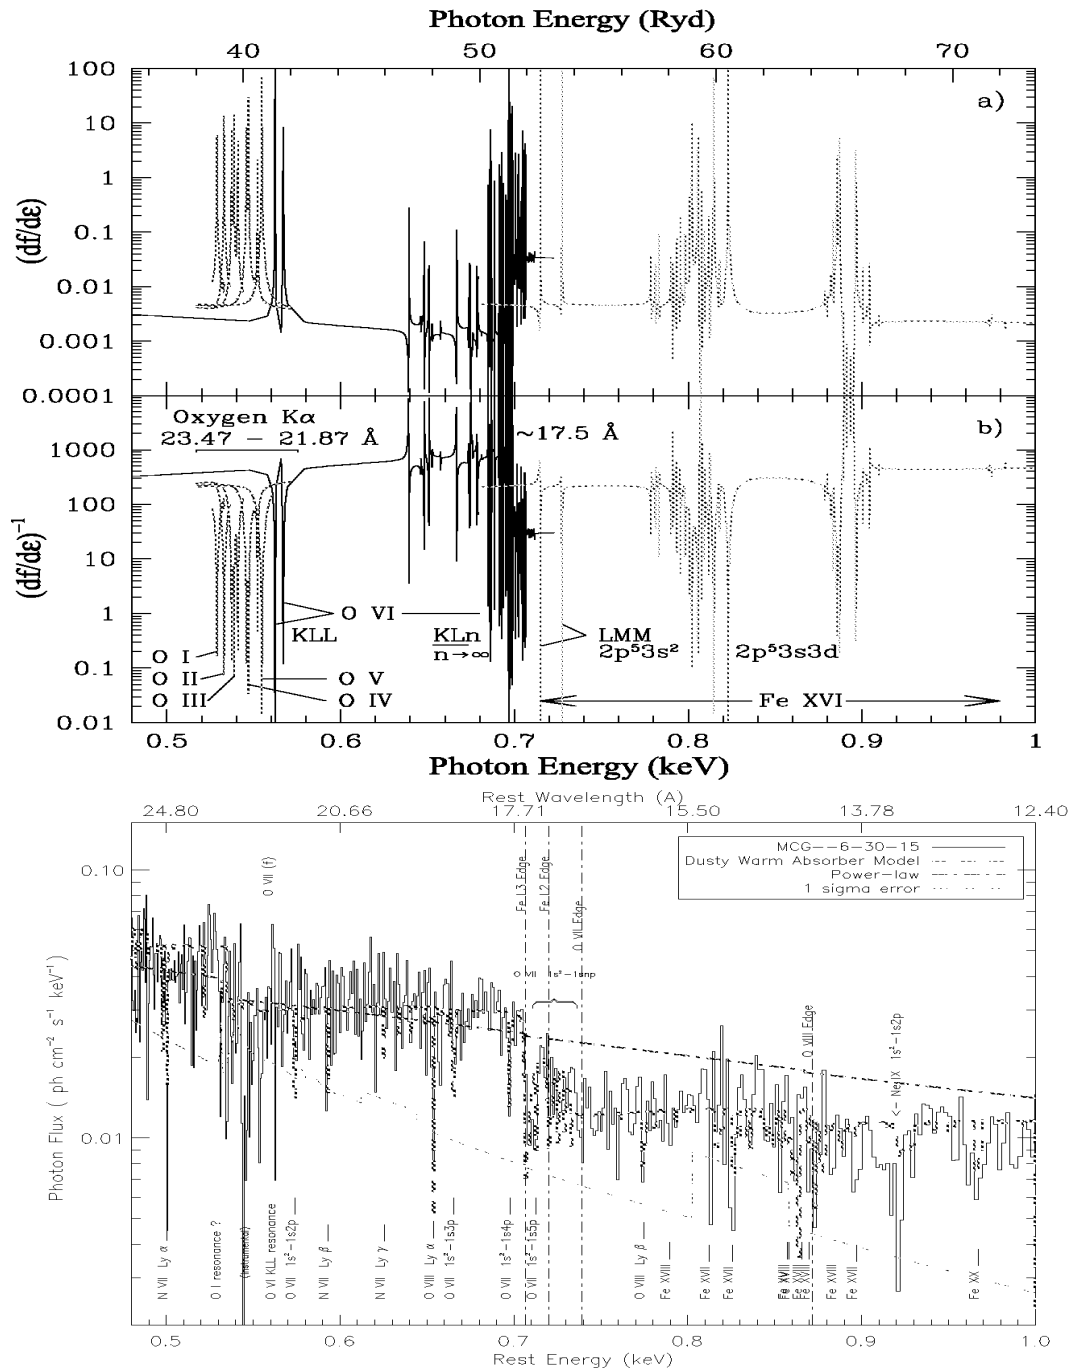 Photon Energy (Ryd)
40 50 60 70
100
a)
10
1
0.1
0.01
0.001
0.0001
(df/dε)
Oxygen Kα
23.47 − 21.87 Å
~17.5 Å
b)
1000
100
10
1
0.1
0.01
(df/dε)⁻¹
O VI
KLL
KLn
n→∞
LMM
2p⁵3s²
2p⁵3s3d
O I
O II
O III
O V
O IV
Fe XVI
0.5 0.6 0.7 0.8 0.9 1
Photon Energy (keV)
Rest Wavelength (A)
24.80 20.66 17.71 15.50 13.78 12.40
MCG--6-30-15
Dusty Warm Absorber Model
Power-law
1 sigma error
0.10
0.01
Photon Flux ( ph cm⁻² s⁻¹ keV⁻¹)
O VII (f)
Fe L3 Edge
Fe L2 Edge
O VII Edge
O VII 1s²-1snp
O VIII Edge
<- Ne IX 1s²-1s2p
N VII Ly α
O I resonance ?
(Instrumental)
O VI KLL resonance
O VII 1s²-1s2p
N VII Ly β
N VII Ly γ
O VIII Ly α
O VII 1s²-1s3p
O VII 1s²-1s4p
O VII 1s²-1s5p
O VIII Ly β
Fe XVIII
Fe XVII
Fe XVII
Fe XVIII
Fe XVIII
Fe XVIII
Fe XVII
Fe XX
0.5 0.6 0.7 0.8 0.9 1.0
Rest Energy (keV)